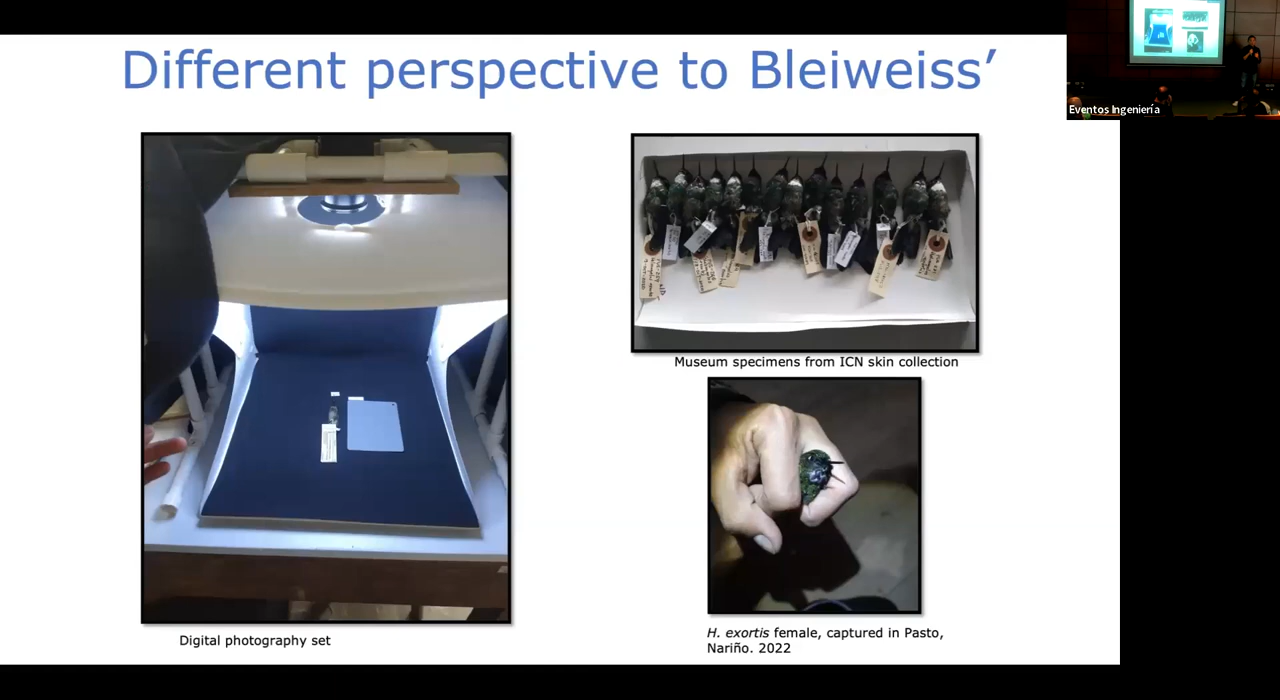 Different perspective to Bleiweiss’
Eventos Ingeniería
Museum specimens from ICN skin collection
Digital photography set
H. exortis female, captured in Pasto,
Nariño. 2022